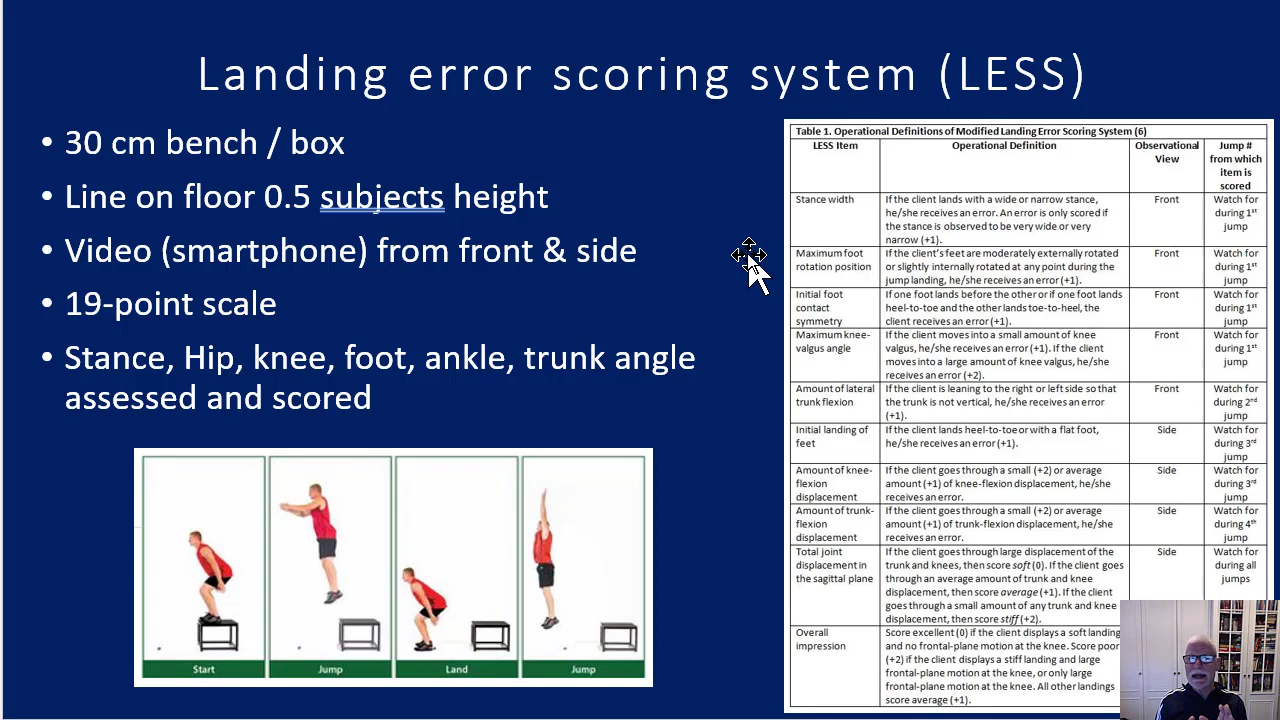 Landing error scoring system (LESS)
• 30 cm bench / box
• Line on floor 0.5 subjects height
• Video (smartphone) from front & side
• 19-point scale
• Stance, Hip, knee, foot, ankle, trunk angle
assessed and scored
Start
Jump
Land
Jump
Table 1. Operational Definitions of Modified Landing Error Scoring System (6)
LESS Item
Operational Definition
Observational
View
Jump #
from which
item is
scored
Stance width
If the client lands with a wide or narrow stance,
he/she receives an error. An error is only scored if
the stance is observed to be very wide or very
narrow (+1).
Front
Watch for
during 1st
jump
Maximum foot
rotation position
If the client's feet are moderately externally rotated
or slightly internally rotated at any point during the
jump landing, he/she receives an error (+1).
Front
Watch for
during 1st
jump
Initial foot
contact
symmetry
If one foot lands before the other or if one foot lands
heel-to-toe and the other lands toe-to-heel, the
client receives an error (+1).
Front
Watch for
during 1st
jump
Maximum knee-
valgus angle
If the client moves into a small amount of knee
valgus, he/she receives an error (+1). If the client
moves into a large amount of knee valgus, he/she
receives an error (+2).
Front
Watch for
during 1st
jump
Amount of lateral
trunk flexion
If the client is leaning to the right or left side so that
the trunk is not vertical, he/she receives an error
(+1).
Front
Watch for
during 2nd
jump
Initial landing of
feet
If the client lands heel-to-toe or with a flat foot,
he/she receives an error (+1).
Side
Watch for
during 3rd
jump
Amount of knee-
flexion
displacement
If the client goes through a small (+2) or average
amount (+1) of knee-flexion displacement, he/she
receives an error.
Side
Watch for
during 3rd
jump
Amount of trunk-
flexion
displacement
If the client goes through a small (+2) or average
amount (+1) of trunk-flexion displacement, he/she
receives an error.
Side
Watch for
during 4th
jump
Total joint
displacement in
the sagittal plane
If the client goes through large displacement of the
trunk and knees, then score soft (0). If the client goes
through an average amount of trunk and knee
displacement, then score average (+1). If the client
goes through a small amount of any trunk and knee
displacement, then score stiff (+2).
Side
Watch for
during all
jumps
Overall
impression
Score excellent (0) if the client displays a soft landing
and no frontal-plane motion at the knee. Score poor
(+2) if the client displays a stiff landing and large
frontal-plane motion at the knee, or only large
frontal-plane motion at the knee. All other landings
score average (+1).